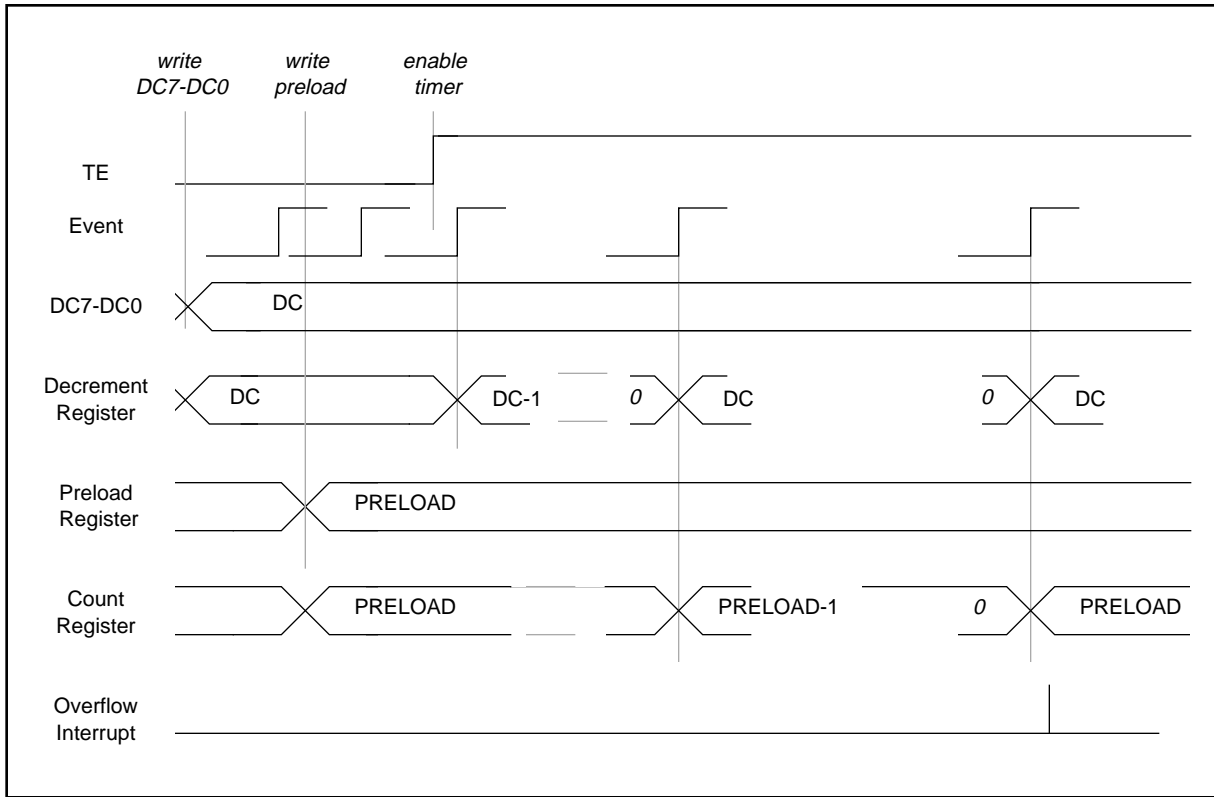 write write enable
DC7-DC0 preload timer
TE
Event
DC7-DC0 DC
Decrement
Register
DC DC-1 0 DC 0 DC
Preload
Register
PRELOAD
Count
Register
PRELOAD PRELOAD-1 0 PRELOAD
Overflow
Interrupt